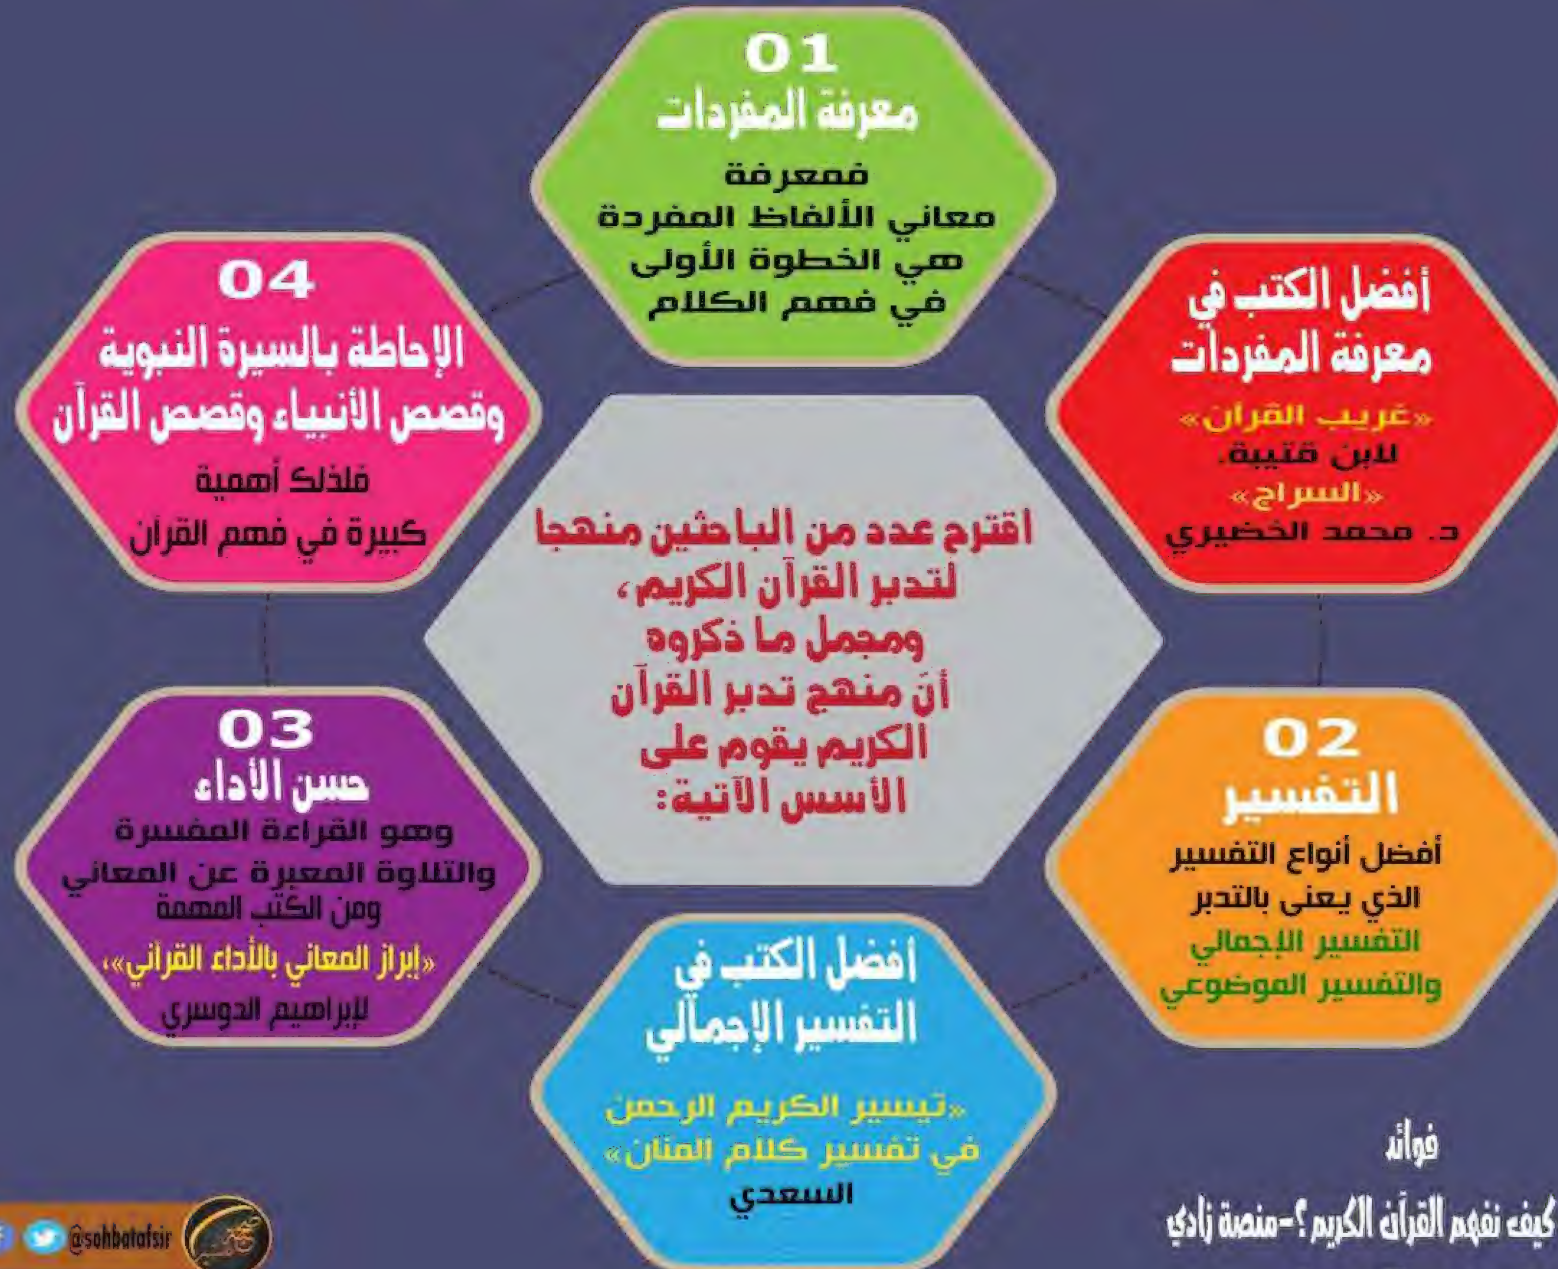 اقترح عدد من الباحثين منهجا
لتدبر القرآن الكريم،
ومجمل ما ذكروه
أن منهج تدبر القرآن
الكريم يقوم على
الأسس الآتية:
01
معرفة المفردات
فمعرفة
معاني الألفاظ المفردة
هي الخطوة الأولى
في فهم الكلام
أفضل الكتب في
معرفة المفردات
«غريب القرآن»
لابن قتيبة.
«السراج»
د. محمد الخضيري
02
التفسير
أفضل أنواع التفسير
الذي يعنى بالتدبر
التفسير الإجمالي
والتفسير الموضوعي
أفضل الكتب في
التفسير الإجمالي
«تيسير الكريم الرحمن
في تفسير كلام المنان»
السعدي
03
حسن الأداء
وهو القراءة المفسرة
والتلاوة المعبرة عن المعاني
ومن الكتب المهمة
«إبراز المعاني بالأداء القرآني»،
لإبراهيم الدوسري
04
الإحاطة بالسيرة النبوية
وقصص الأنبياء وقصص القرآن
فلذلك أهمية
كبيرة في فهم القرآن
فوائد
كيف نفهم القرآن الكريم؟-منصة زادي
@sohbatafsir